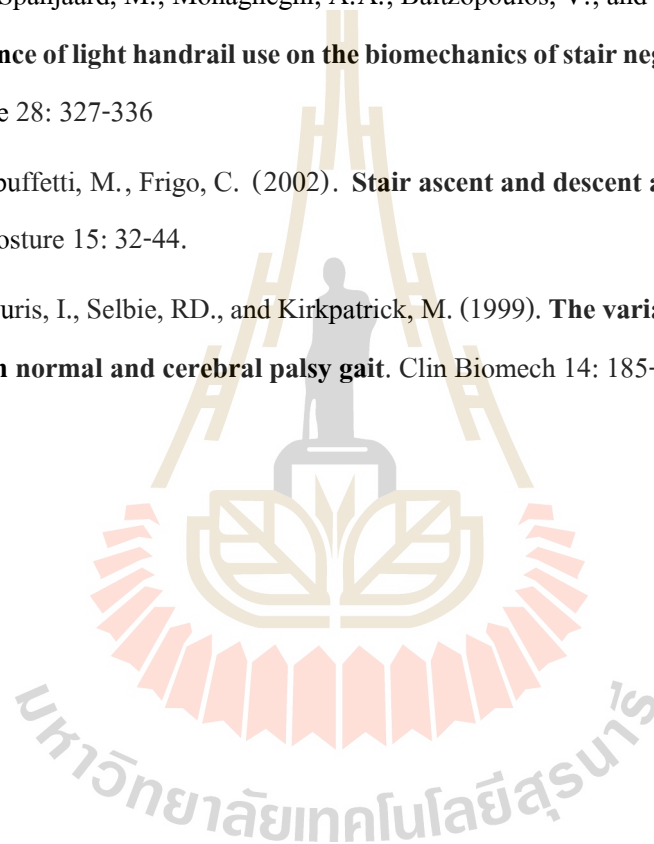 Spanjaard, M., Monagheghi, A.A., Baltzopoulos, V., and
nce of light handrail use on the biomechanics of stair neg
e 28: 327-336
buffetti, M., Frigo, C. (2002). Stair ascent and descent a
osture 15: 32-44.
uris, I., Selbie, RD., and Kirkpatrick, M. (1999). The varia
n normal and cerebral palsy gait. Clin Biomech 14: 185-
มหาวิทยาลัยเทคโนโลยีสุรนารี